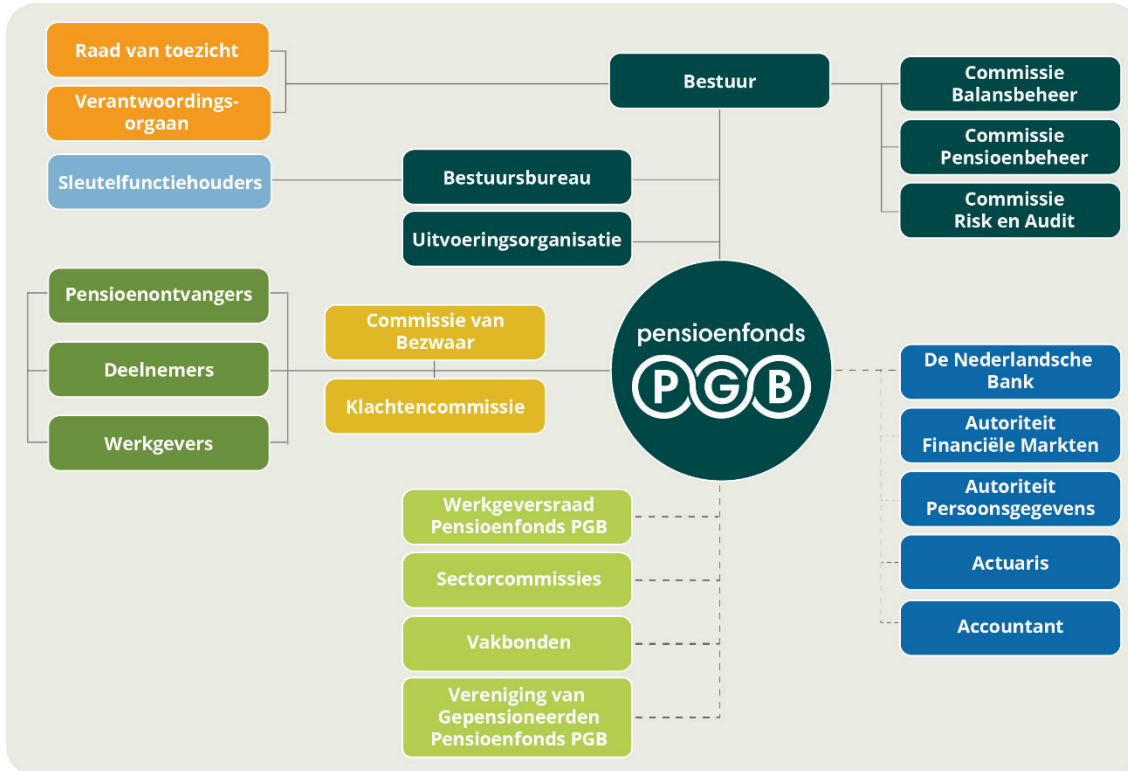 Raad van toezicht
Verantwoordings-
orgaan
Sleutelfunctiehouders
Bestuur
Bestuursbureau
Uitvoeringsorganisatie
Commissie
Balansbeheer
Commissie
Pensioenbeheer
Commissie
Risk en Audit
Pensioenontvangers
Deelnemers
Werkgevers
Commissie van
Bezwaar
Klachtencommissie
pensioenfonds
PGB
De Nederlandsche
Bank
Autoriteit
Financiële Markten
Autoriteit
Persoonsgegevens
Actuaris
Accountant
Werkgeversraad
Pensioenfonds PGB
Sectorcommissies
Vakbonden
Vereniging van
Gepensioneerden
Pensioenfonds PGB